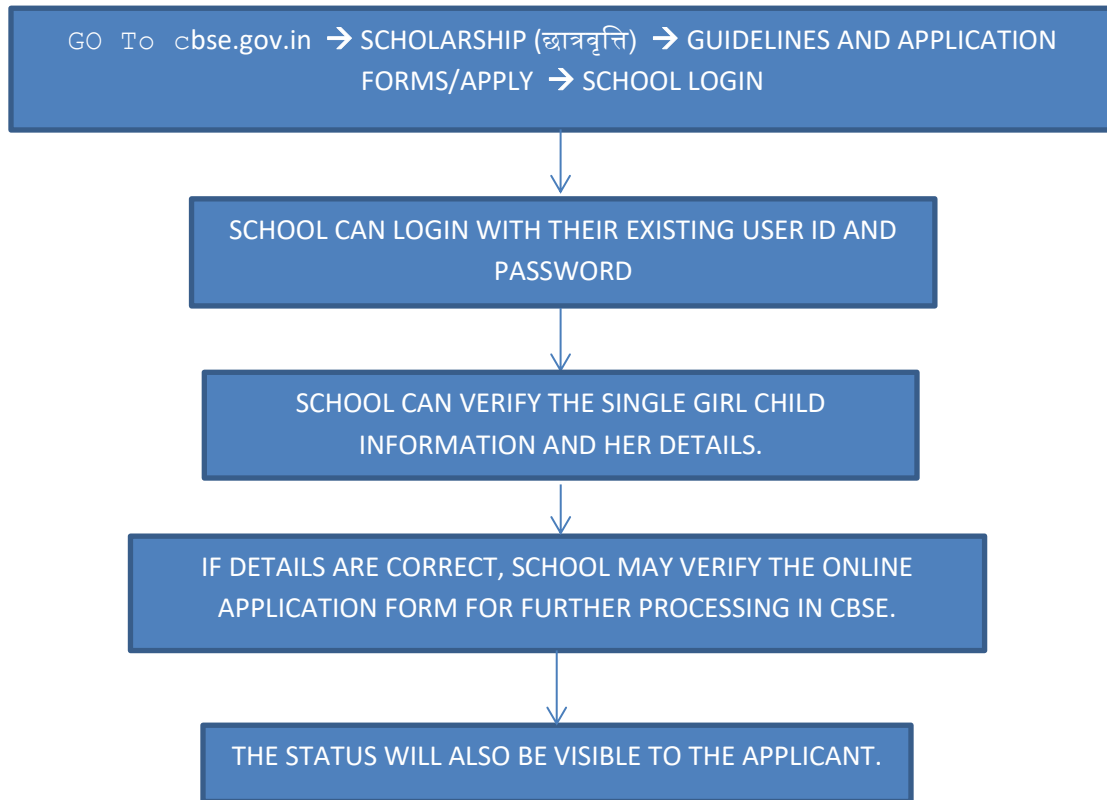 GO To cbse.gov.in → SCHOLARSHIP (छात्रवृत्ति) → GUIDELINES AND APPLICATION
FORMS/APPLY → SCHOOL LOGIN
SCHOOL CAN LOGIN WITH THEIR EXISTING USER ID AND
PASSWORD
SCHOOL CAN VERIFY THE SINGLE GIRL CHILD
INFORMATION AND HER DETAILS.
IF DETAILS ARE CORRECT, SCHOOL MAY VERIFY THE ONLINE
APPLICATION FORM FOR FURTHER PROCESSING IN CBSE.
THE STATUS WILL ALSO BE VISIBLE TO THE APPLICANT.